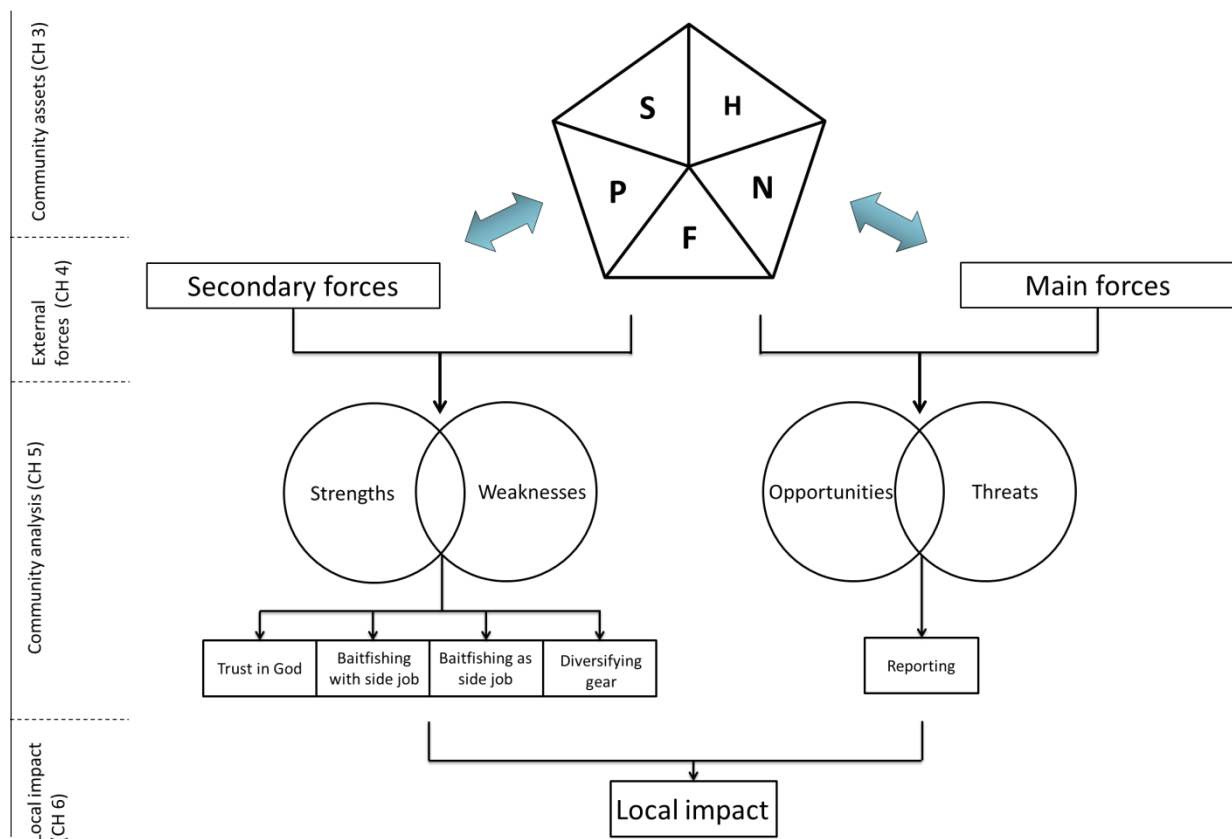 Community assets (CH 3)
S
H
P
N
F
External
forces (CH 4)
Secondary forces
Main forces
Community analysis (CH 5)
Strengths
Weaknesses
Opportunities
Threats
Trust in God
Baitfishing
with side job
Baitfishing as
side job
Diversifying
gear
Reporting
Local impact
(CH 6)
Local impact